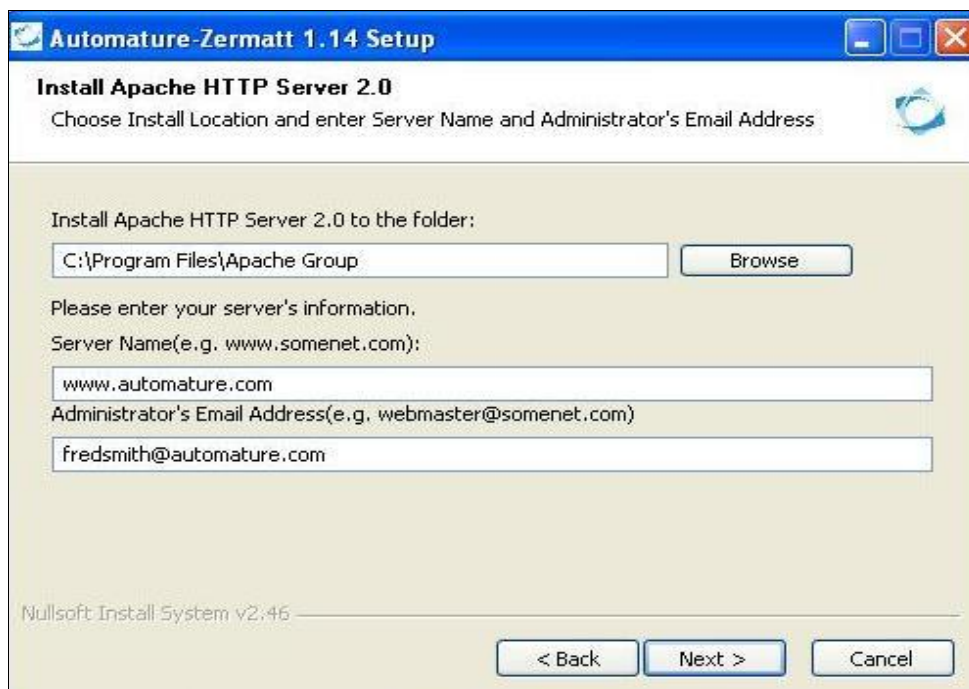 Automature-Zermatt 1.14 Setup
Install Apache HTTP Server 2.0
Choose Install Location and enter Server Name and Administrator's Email Address
Install Apache HTTP Server 2.0 to the folder:
C:\Program Files\Apache Group
Browse
Please enter your server's information.
Server Name(e.g. www.somenet.com):
www.automature.com
Administrator's Email Address(e.g. webmaster@somenet.com)
fredsmith@automature.com
Nullsoft Install System v2.46
< Back
Next >
Cancel